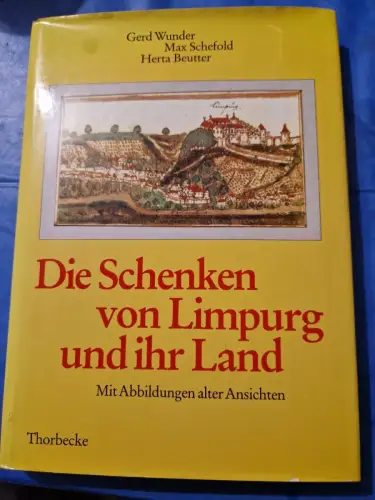 Gerd Wunder
Max Schefold
Herta Beutter
Limpurg
Die Schenken
von Limpurg
und ihr Land
Mit Abbildungen alter Ansichten
Thorbecke